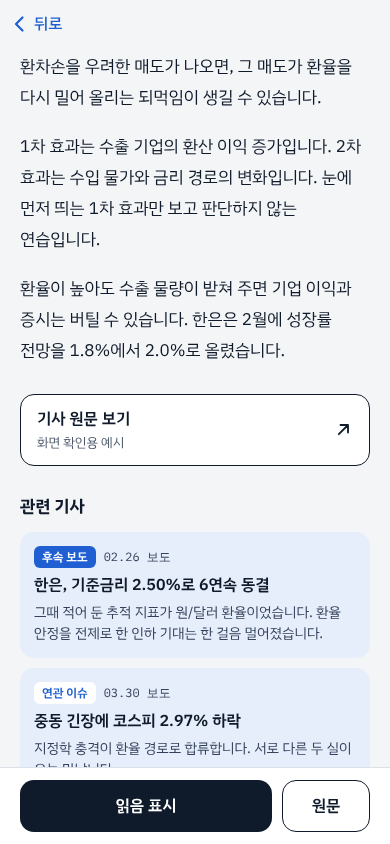 뒤로
환차손을 우려한 매도가 나오면, 그 매도가 환율을
다시 밀어 올리는 되먹임이 생길 수 있습니다.
1차 효과는 수출 기업의 환산 이익 증가입니다. 2차
효과는 수입 물가와 금리 경로의 변화입니다. 눈에
먼저 띄는 1차 효과만 보고 판단하지 않는
연습입니다.
환율이 높아도 수출 물량이 받쳐 주면 기업 이익과
증시는 버틸 수 있습니다. 한은은 2월에 성장률
전망을 1.8%에서 2.0%로 올렸습니다.
기사 원문 보기
화면 확인용 예시
관련 기사
후속 보도 02.26 보도
한은, 기준금리 2.50%로 6연속 동결
그때 적어 둔 추적 지표가 원/달러 환율이었습니다. 환율
안정을 전제로 한 인하 기대는 한 걸음 멀어졌습니다.
연관 이슈 03.30 보도
중동 긴장에 코스피 2.97% 하락
지정학 충격이 환율 경로로 합류합니다. 서로 다른 두 실이
읽음 표시
원문